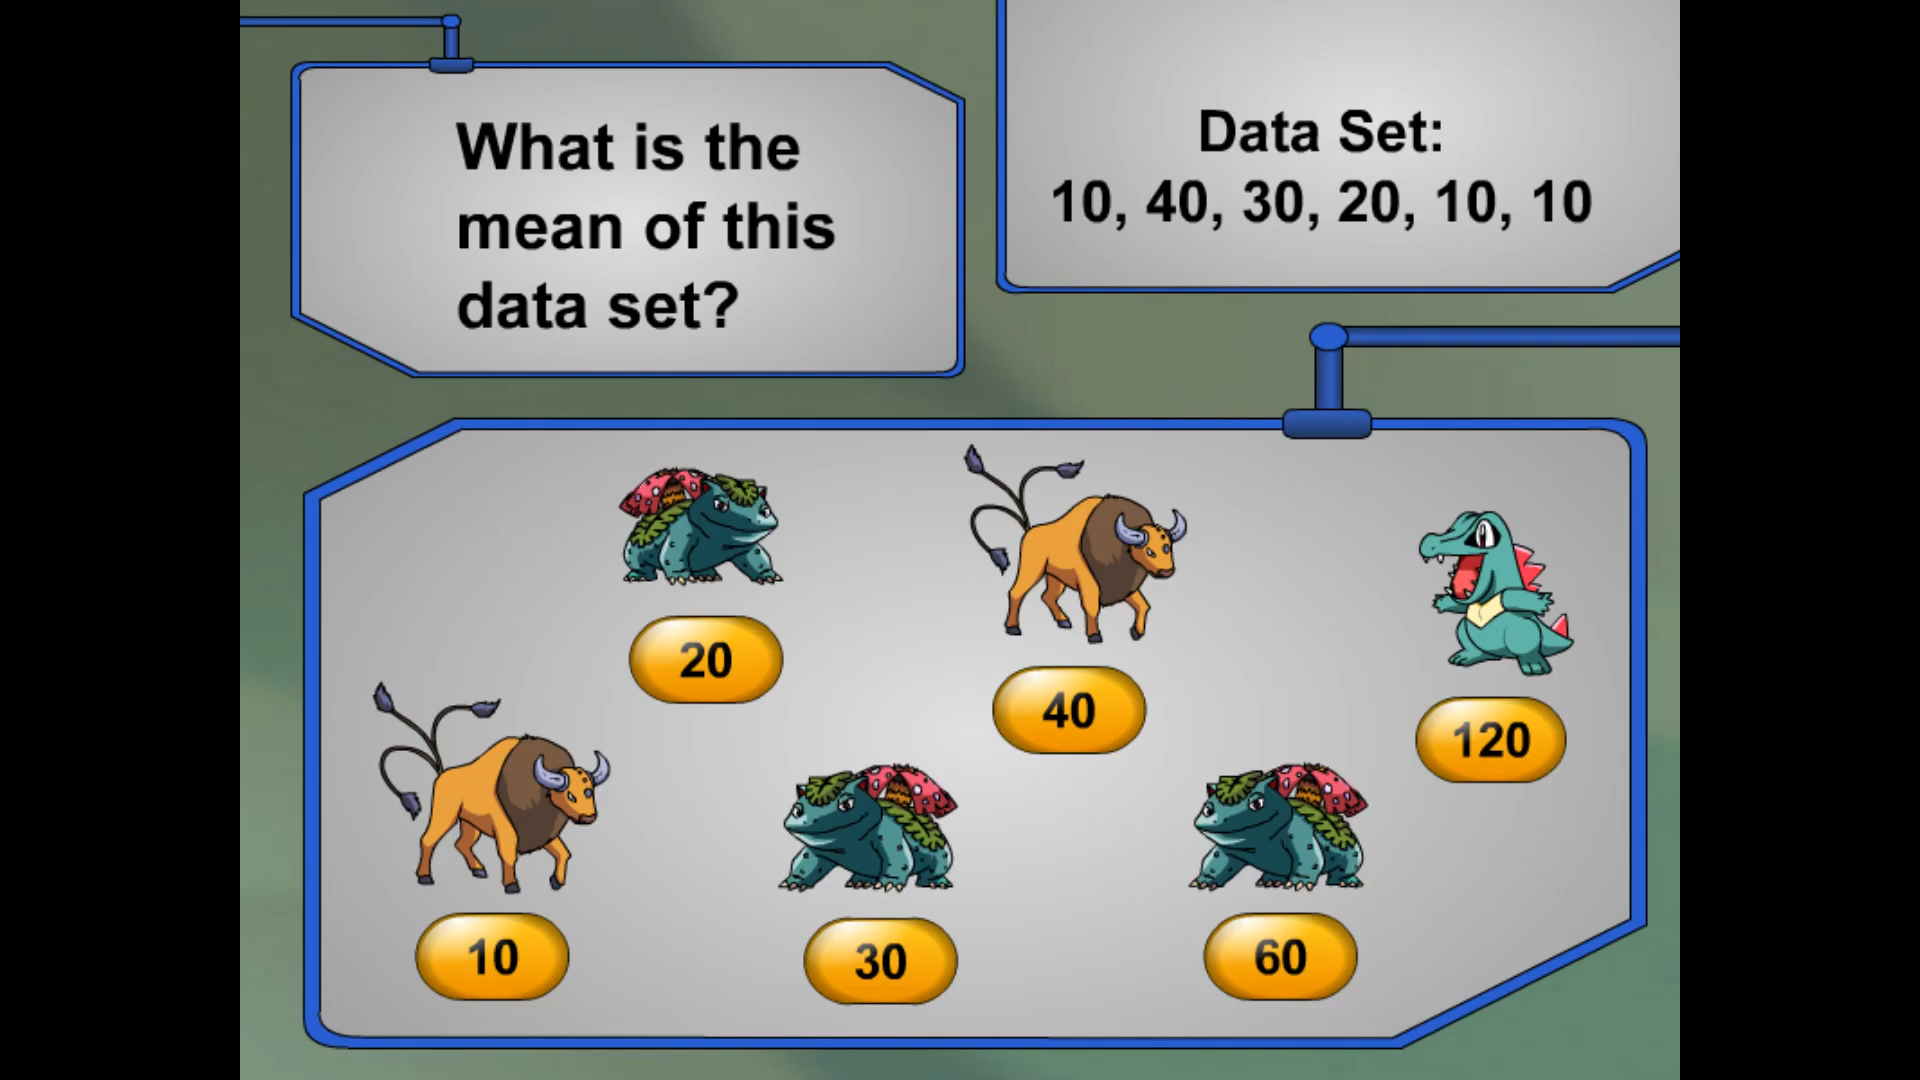 What is the
mean of this
data set?
Data Set:
10, 40, 30, 20, 10, 10
20
40
120
10
30
60